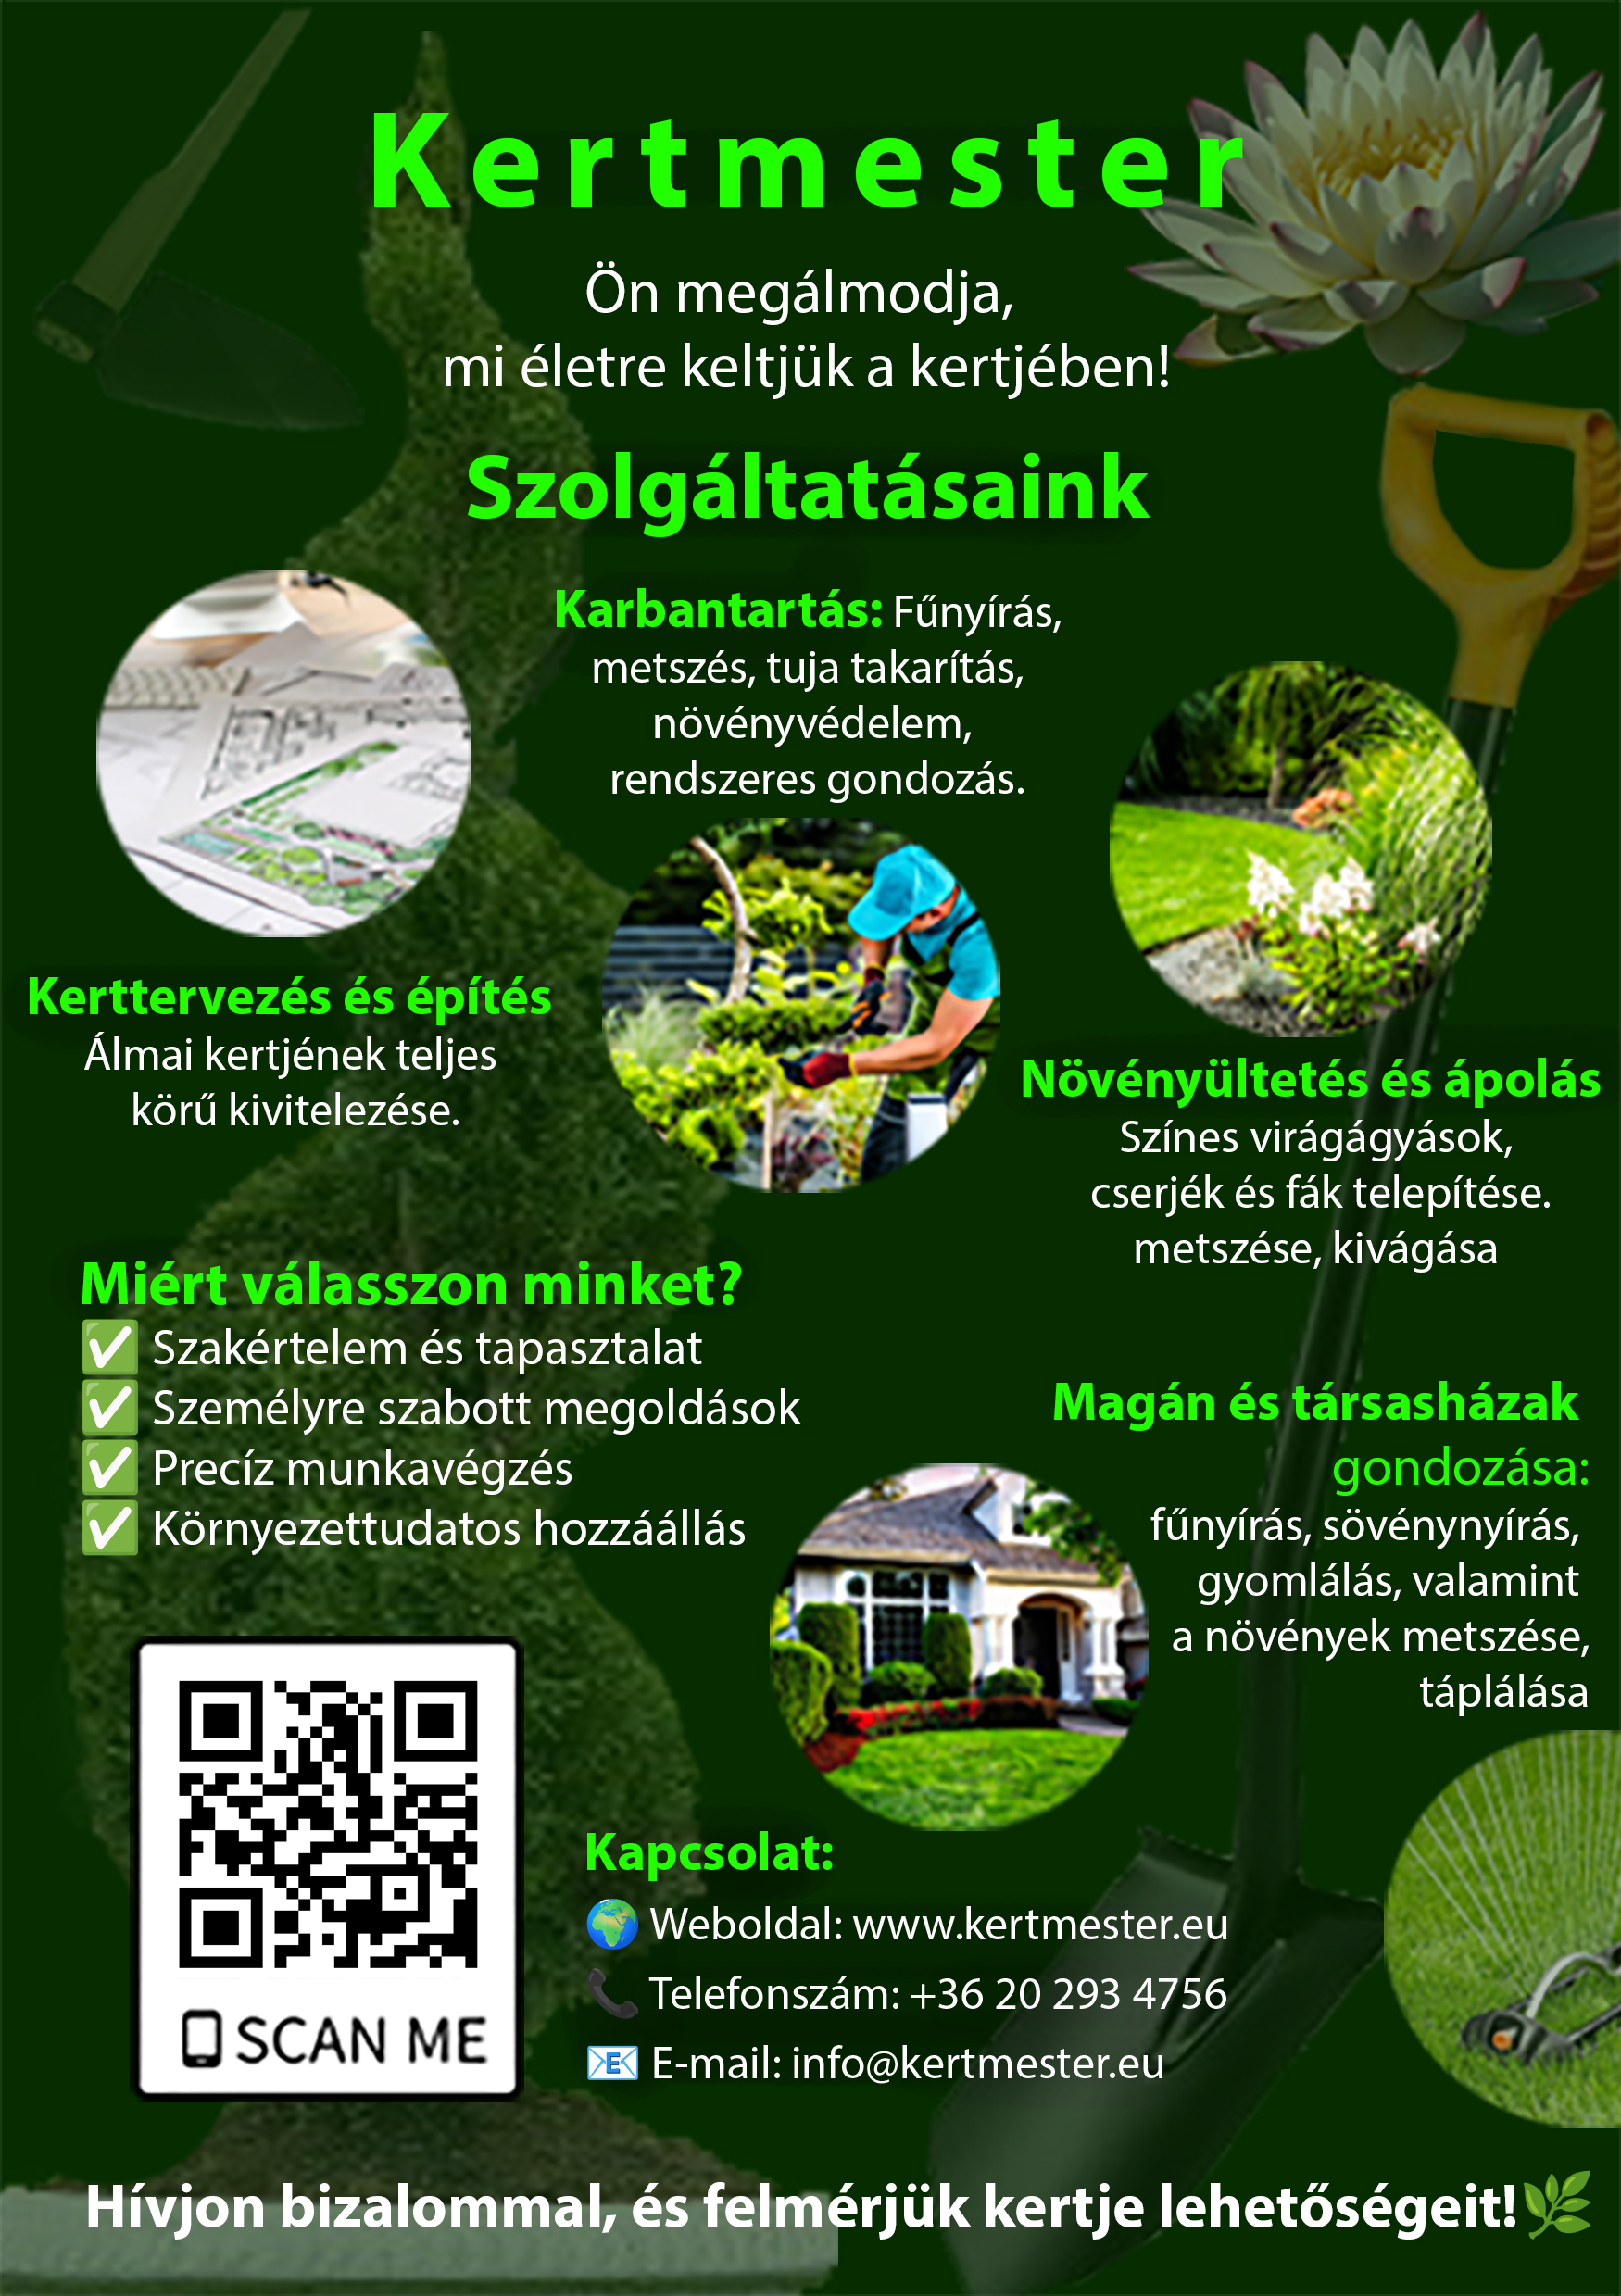 Kertmester
Ön megálmodja,
mi életre keltjük a kertjében!
Szolgáltatásaink
Karbantartás: Fűnyírás,
metszés, tuja takarítás,
növényvédelem,
rendszeres gondozás.
Kerttervezés és építés
Álmai kertjének teljes
körű kivitelezése.
Növényültetés és ápolás
Színes virágágyások,
cserjék és fák telepítése.
metszése, kivágása
Miért válasszon minket?
✅ Szakértelem és tapasztalat
✅ Személyre szabott megoldások
✅ Precíz munkavégzés
✅ Környezettudatos hozzáállás
Magán és társasházak
gondozása:
fűnyírás, sövénynyírás,
gyomlálás, valamint
a növények metszése,
táplálása
SCAN ME
Kapcsolat:
🌍 Weboldal: www.kertmester.eu
📞 Telefonszám: +36 20 293 4756
📧 E-mail: info@kertmester.eu
Hívjon bizalommal, és felmérjük kertje lehetőségeit!🌿